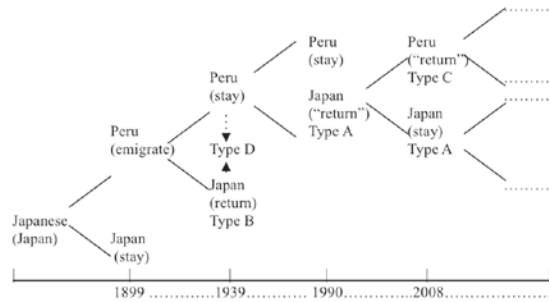 Peru
(stay)
Peru
("return")
Type C
Peru
(stay)
Japan
("return")
Type A
Japan
(stay)
Type A
Peru
(emigrate)
Type D
Japan
(return)
Type B
Japanese
(Japan)
Japan
(stay)
1899 1939 1990 2008